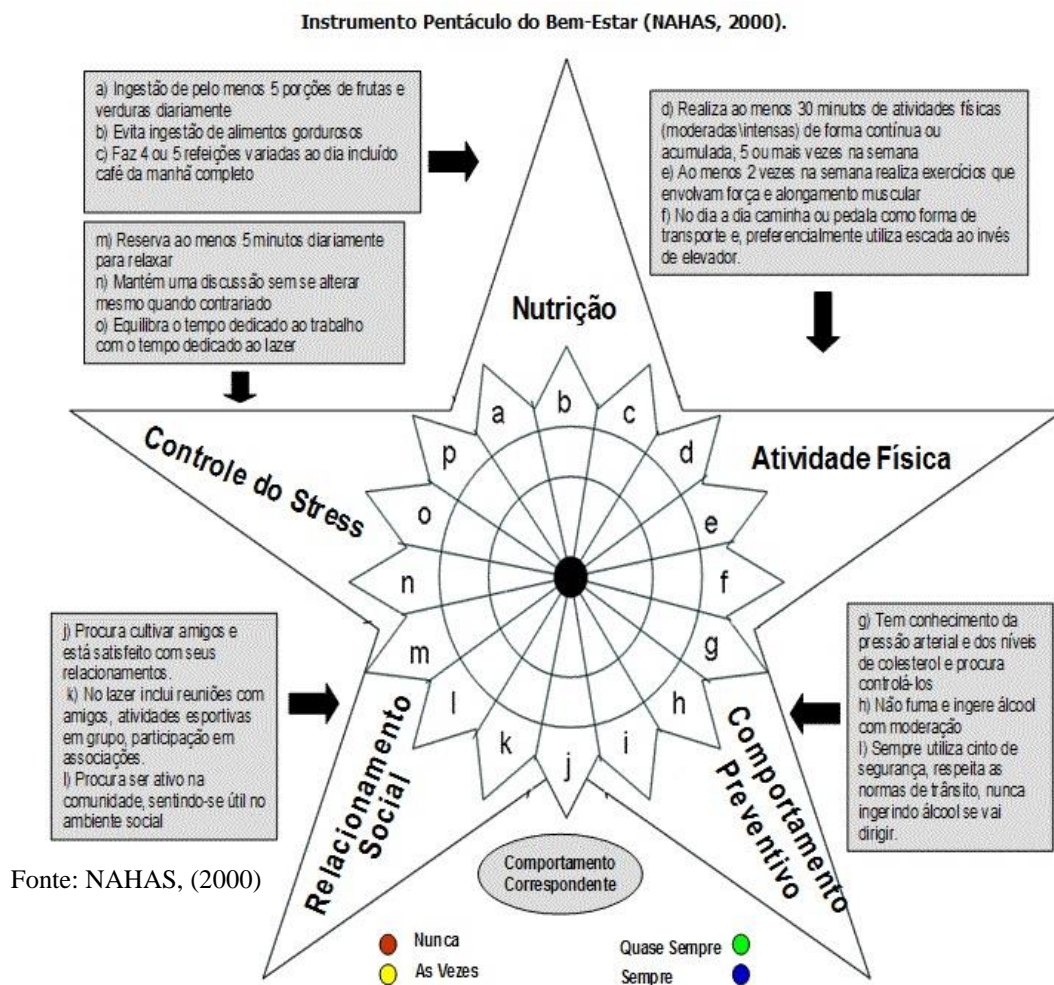 Instrumento Pentáculo do Bem-Estar (NAHAS, 2000).
a) Ingestão de pelo menos 5 porções de frutas e
verduras diariamente
b) Evita ingestão de alimentos gordurosos
c) Faz 4 ou 5 refeições variadas ao dia incluído
café da manhã completo
d) Realiza ao menos 30 minutos de atividades físicas
(moderadas\intensas) de forma contínua ou
acumulada, 5 ou mais vezes na semana
e) Ao menos 2 vezes na semana realiza exercícios que
envolvam força e alongamento muscular
f) No dia a dia caminha ou pedala como forma de
transporte e, preferencialmente utiliza escada ao invés
de elevador.
m) Reserva ao menos 5 minutos diariamente
para relaxar
n) Mantém uma discussão sem se alterar
mesmo quando contrariado
o) Equilibra o tempo dedicado ao trabalho
com o tempo dedicado ao lazer
Nutrição
Controle do Stress
Atividade Física
a
b
c
d
e
f
g
h
i
j
k
l
m
n
o
p
j) Procura cultivar amigos e
está satisfeito com seus
relacionamentos.
k) No lazer inclui reuniões com
amigos, atividades esportivas
em grupo, participação em
associações.
l) Procura ser ativo na
comunidade, sentindo-se útil no
ambiente social
g) Tem conhecimento da
pressão arterial e dos níveis
de colesterol e procura
controlá-los
h) Não fuma e ingere álcool
com moderação
I) Sempre utiliza cinto de
segurança, respeita as
normas de trânsito, nunca
ingerindo álcool se vai
dirigir.
Relacionamento
Social
Comportamento
Preventivo
Fonte: NAHAS, (2000)
Comportamento
Correspondente
Nunca
As Vezes
Quase Sempre
Sempre